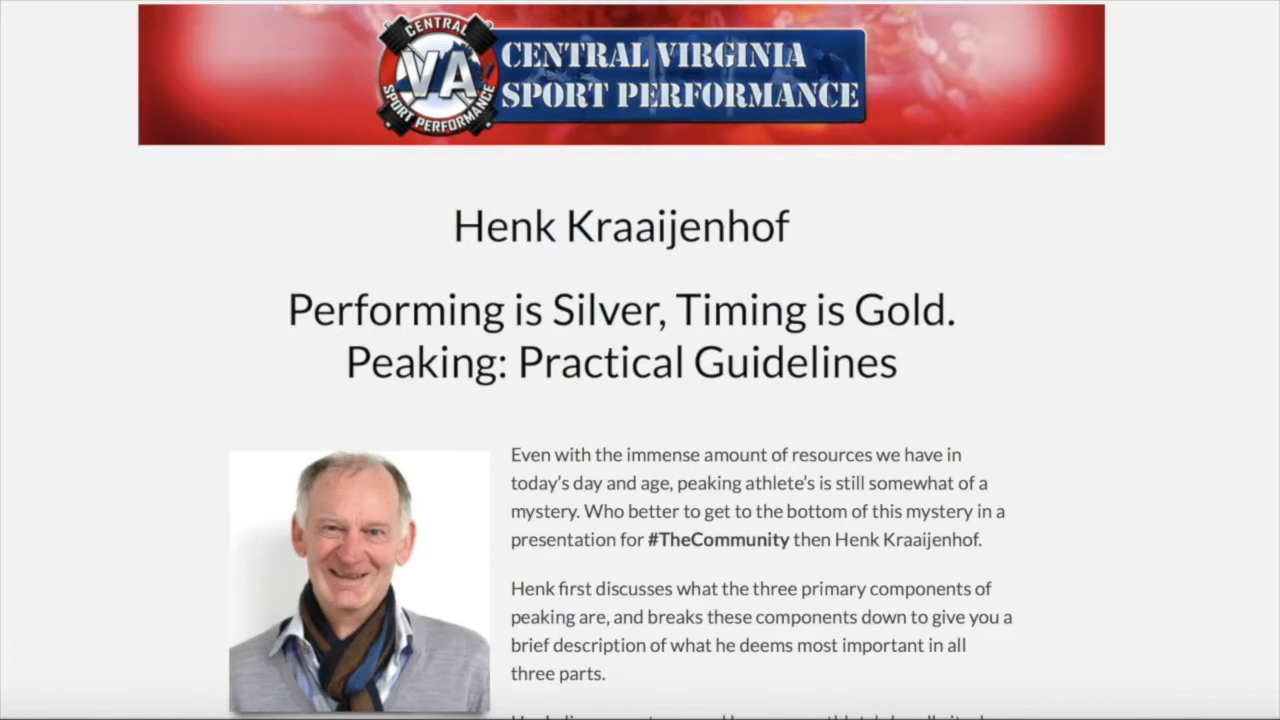 CENTRAL
VA
SPORT PERFORMANCE
CENTRAL VIRGINIA
SPORT PERFORMANCE
Henk Kraaijenhof
Performing is Silver, Timing is Gold.
Peaking: Practical Guidelines
Even with the immense amount of resources we have in
today's day and age, peaking athlete's is still somewhat of a
mystery. Who better to get to the bottom of this mystery in a
presentation for #TheCommunity then Henk Kraaijenhof.
Henk first discusses what the three primary components of
peaking are, and breaks these components down to give you a
brief description of what he deems most important in all
three parts.